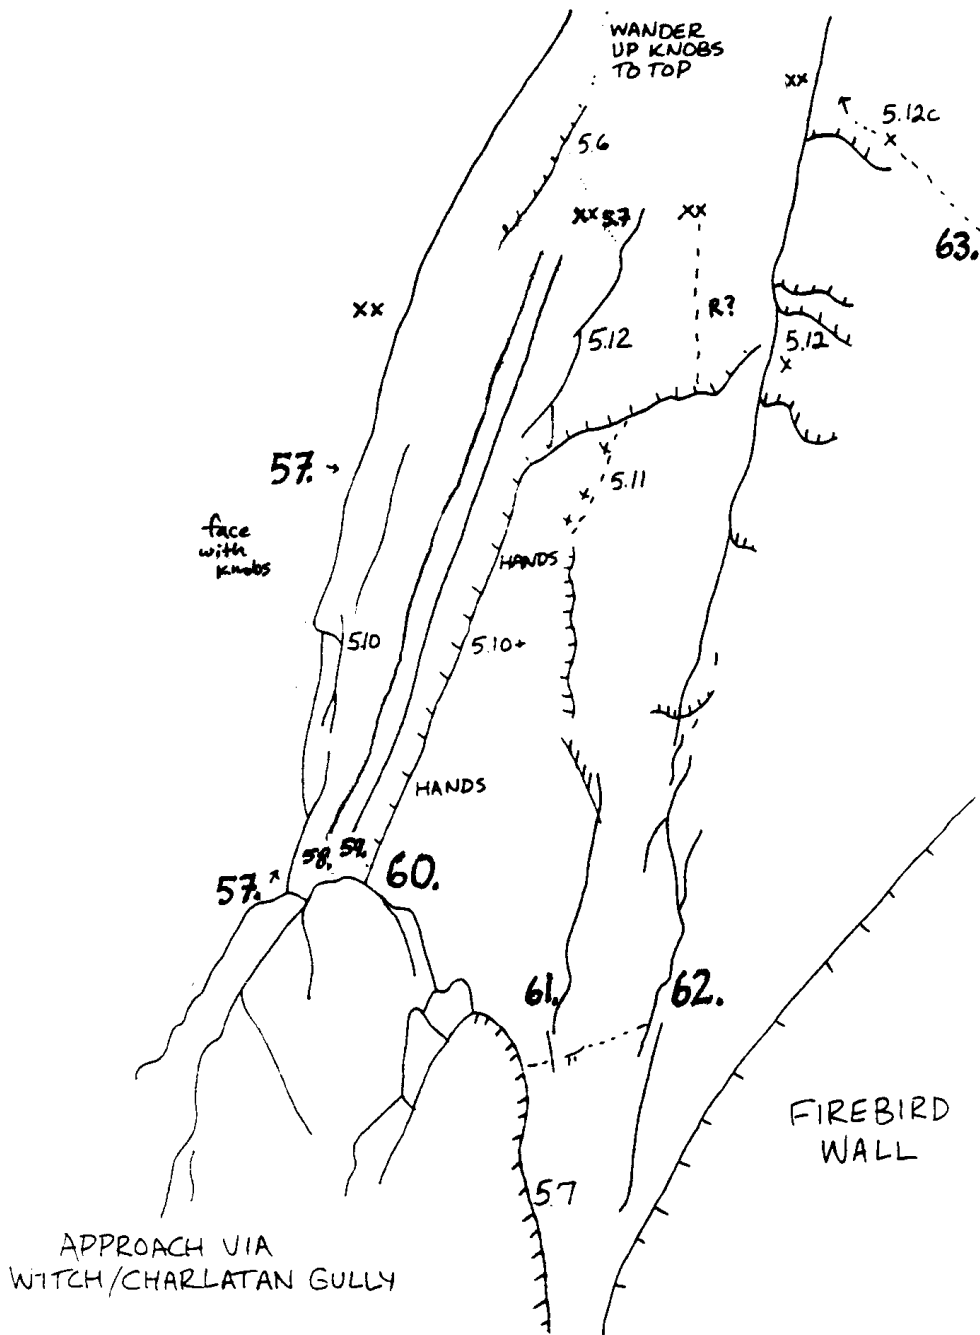 WANDER
UP KNOBS
TO TOP
xx
5.12c
x
5.6
xx 5.7
xx
63.
xx
R?
5.12
5.12
x
57.
x
5.11
x
x
face
with
knobs
HANDS
5.10
5.10+
HANDS
58.
59.
57.
60.
61.
62.
FIREBIRD
WALL
5.7
APPROACH VIA
WITCH/CHARLATAN GULLY